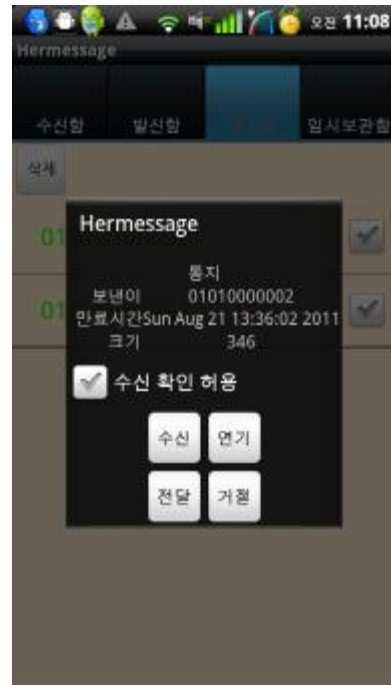 오전 11:08
Hermessage
수신함 발신함 임시보관함
삭제
01
01
Hermessage
통지
보낸이 01010000002
만료시간Sun Aug 21 13:36:02 2011
크기 346
수신 확인 허용
수신 연기
전달 거절